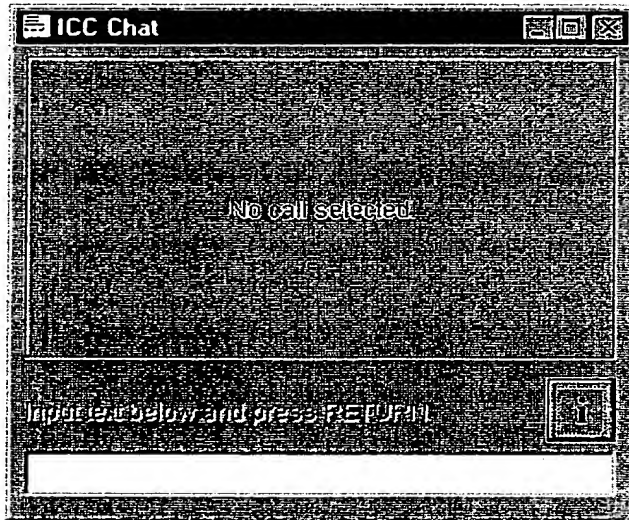 ICC Chat
No call selected.
Input text below and press RETURN.
i